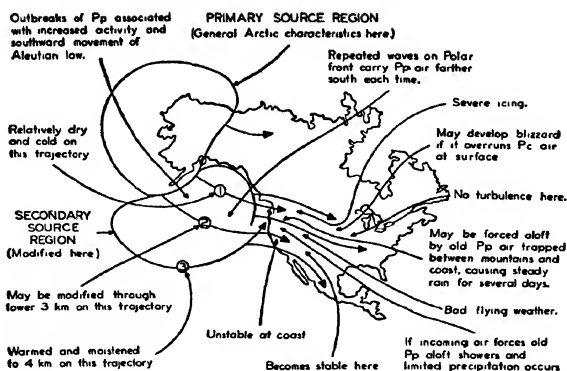 Outbreaks of Pp associated
with increased activity and
southward movement of
Aleutian low.
PRIMARY SOURCE REGION
(General Arctic characteristics here.)
Repeated waves on Polar
front carry Pp air farther
south each time.
Severe icing.
Relatively dry
and cold on
this trajectory
May develop blizzard
if it overruns Pc air
at surface
No turbulence here.
SECONDARY
SOURCE
REGION
(Modified here)
1
2
3
May be forced aloft
by old Pp air trapped
between mountains and
coast, causing steady
rain for several days.
May be modified through
lower 3 km on this trajectory
Unstable at coast
Bad flying weather.
Warmed and moistened
to 4 km on this trajectory
Becomes stable here
If incoming air forces old
Pp aloft showers and
limited precipitation occurs